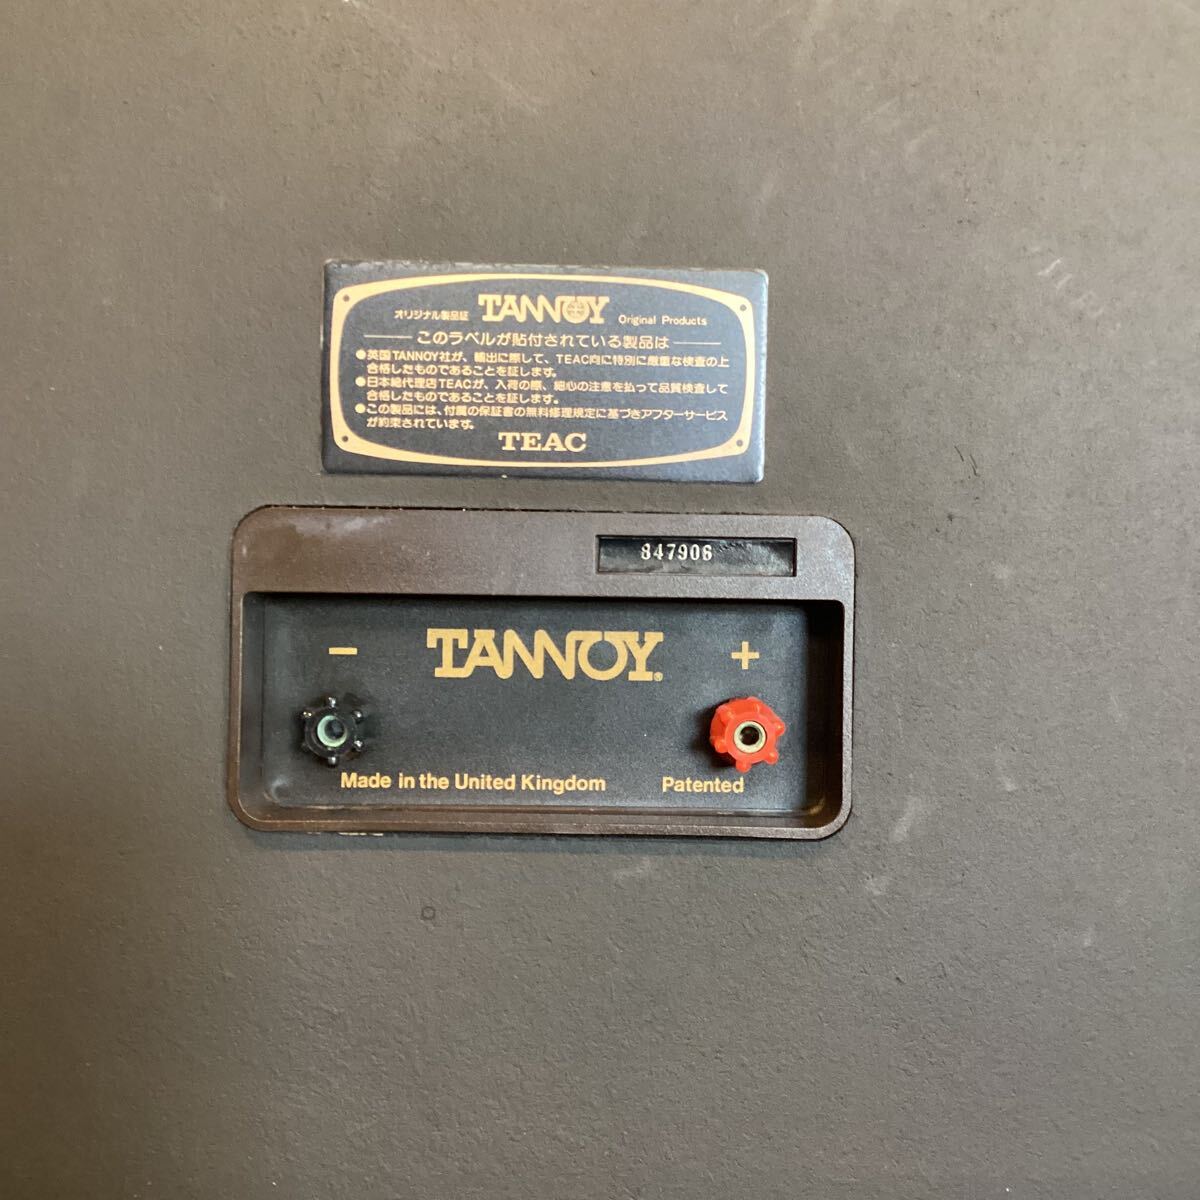 オリジナル製品証 TANNOY Original Products
このラベルが貼付されている製品は
●英国TANNOY社が、輸出に際して、TEAC向に特別に厳重な検査の上
合格したものであることを証します。
●日本総代理店TEACが、入荷の際、細心の注意を払って品質検査して
合格したものであることを証します。
●この製品には、付属の保証書の無料修理規定に基づきアフターサービス
が約束されています。
TEAC
847906
− TANNOY® +
Made in the United Kingdom Patented